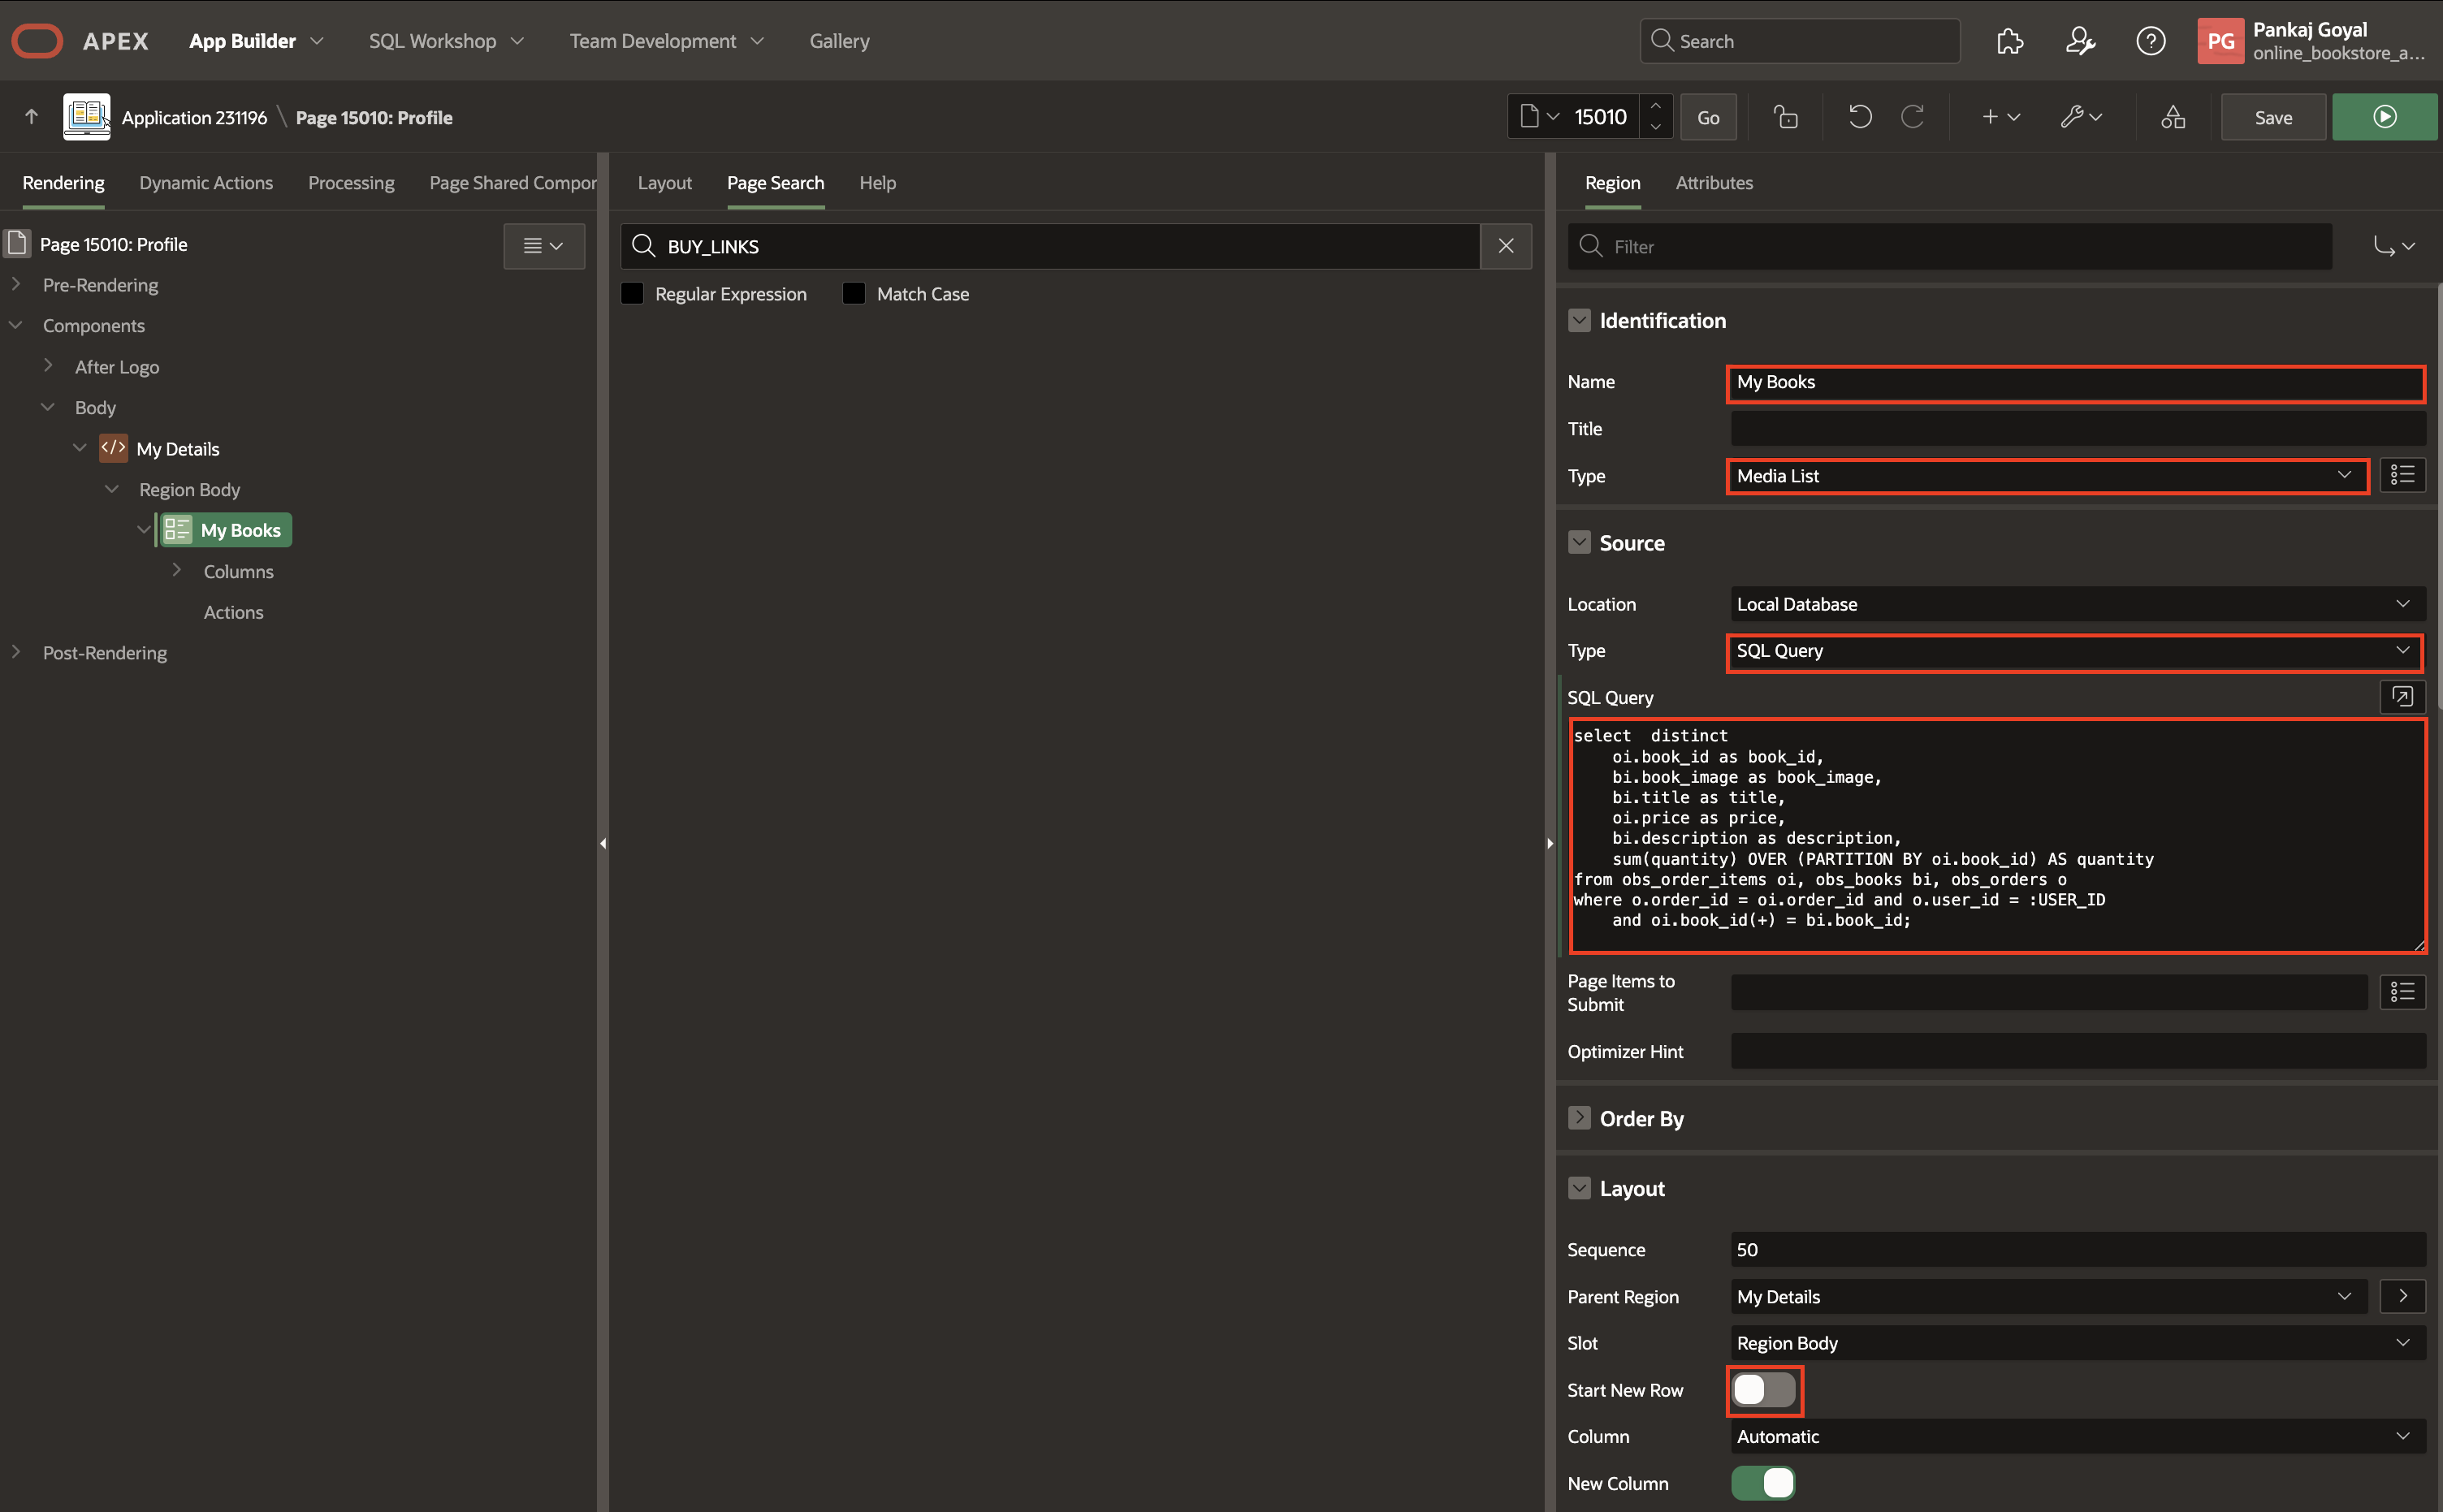 APEX App Builder SQL Workshop Team Development Gallery Search PG Pankaj Goyal
online_bookstore_a...
Application 231196 \ Page 15010: Profile 15010 Go Save
Rendering Dynamic Actions Processing Page Shared Compor
Page 15010: Profile
Pre-Rendering
Components
After Logo
Body
</> My Details
Region Body
My Books
Columns
Actions
Post-Rendering
Layout Page Search Help
BUY_LINKS
Regular Expression Match Case
Region Attributes
Filter
Identification
Name My Books
Title
Type Media List
Source
Location Local Database
Type SQL Query
SQL Query
select  distinct
    oi.book_id as book_id,
    bi.book_image as book_image,
    bi.title as title,
    oi.price as price,
    bi.description as description,
    sum(quantity) OVER (PARTITION BY oi.book_id) AS quantity
from obs_order_items oi, obs_books bi, obs_orders o
where o.order_id = oi.order_id and o.user_id = :USER_ID
    and oi.book_id(+) = bi.book_id;
Page Items to
Submit
Optimizer Hint
Order By
Layout
Sequence 50
Parent Region My Details
Slot Region Body
Start New Row
Column Automatic
New Column